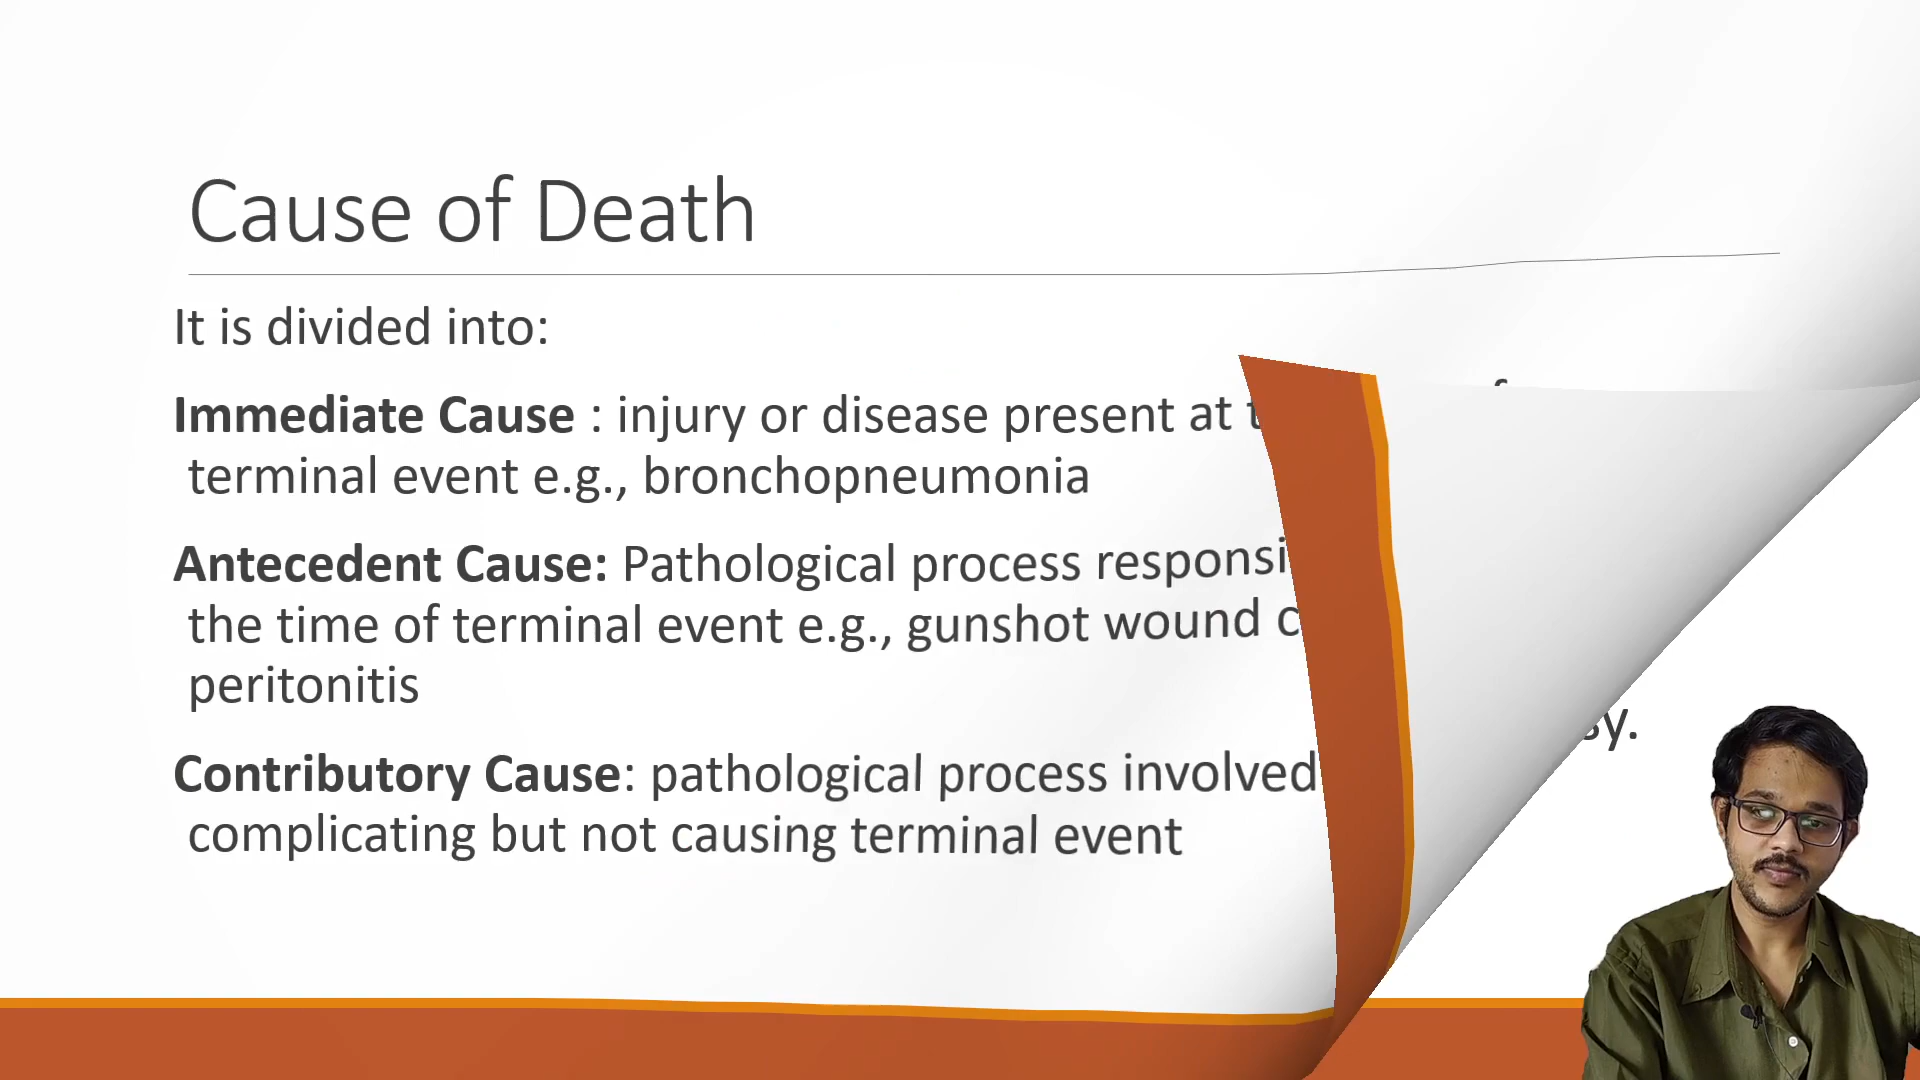 Cause of Death
It is divided into:
Immediate Cause : injury or disease present at
terminal event e.g., bronchopneumonia
Antecedent Cause: Pathological process
the time of terminal event e.g., gunshot wound
peritonitis
Contributory Cause: pathological process involved
complicating but not causing terminal event